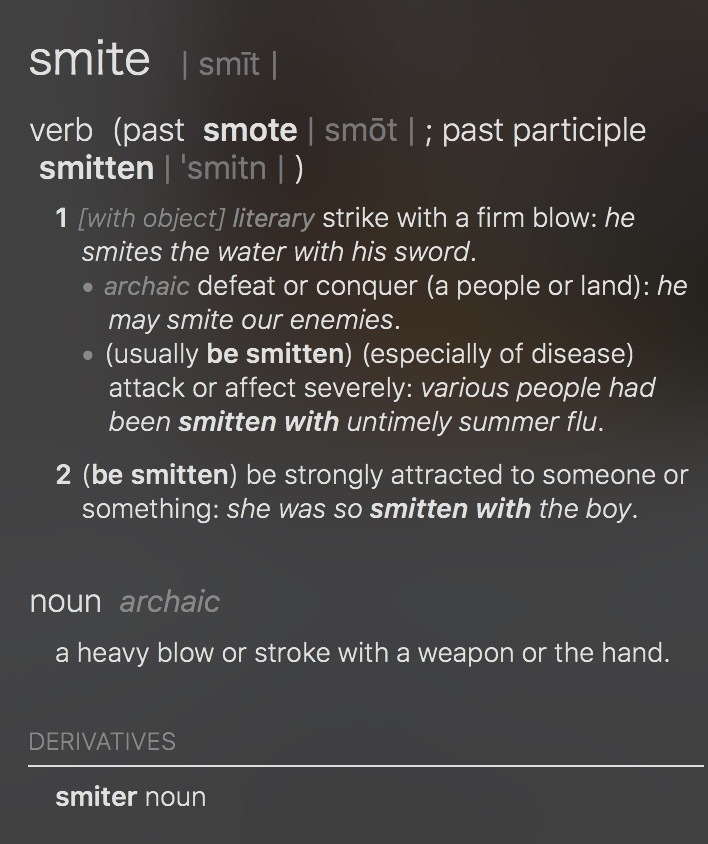 smite | smīt |
verb (past smote | smōt | ; past participle
smitten | ˈsmitn | )
1 [with object] literary strike with a firm blow: he
smites the water with his sword.
• archaic defeat or conquer (a people or land): he
may smite our enemies.
• (usually be smitten) (especially of disease)
attack or affect severely: various people had
been smitten with untimely summer flu.
2 (be smitten) be strongly attracted to someone or
something: she was so smitten with the boy.
noun archaic
a heavy blow or stroke with a weapon or the hand.
DERIVATIVES
smiter noun